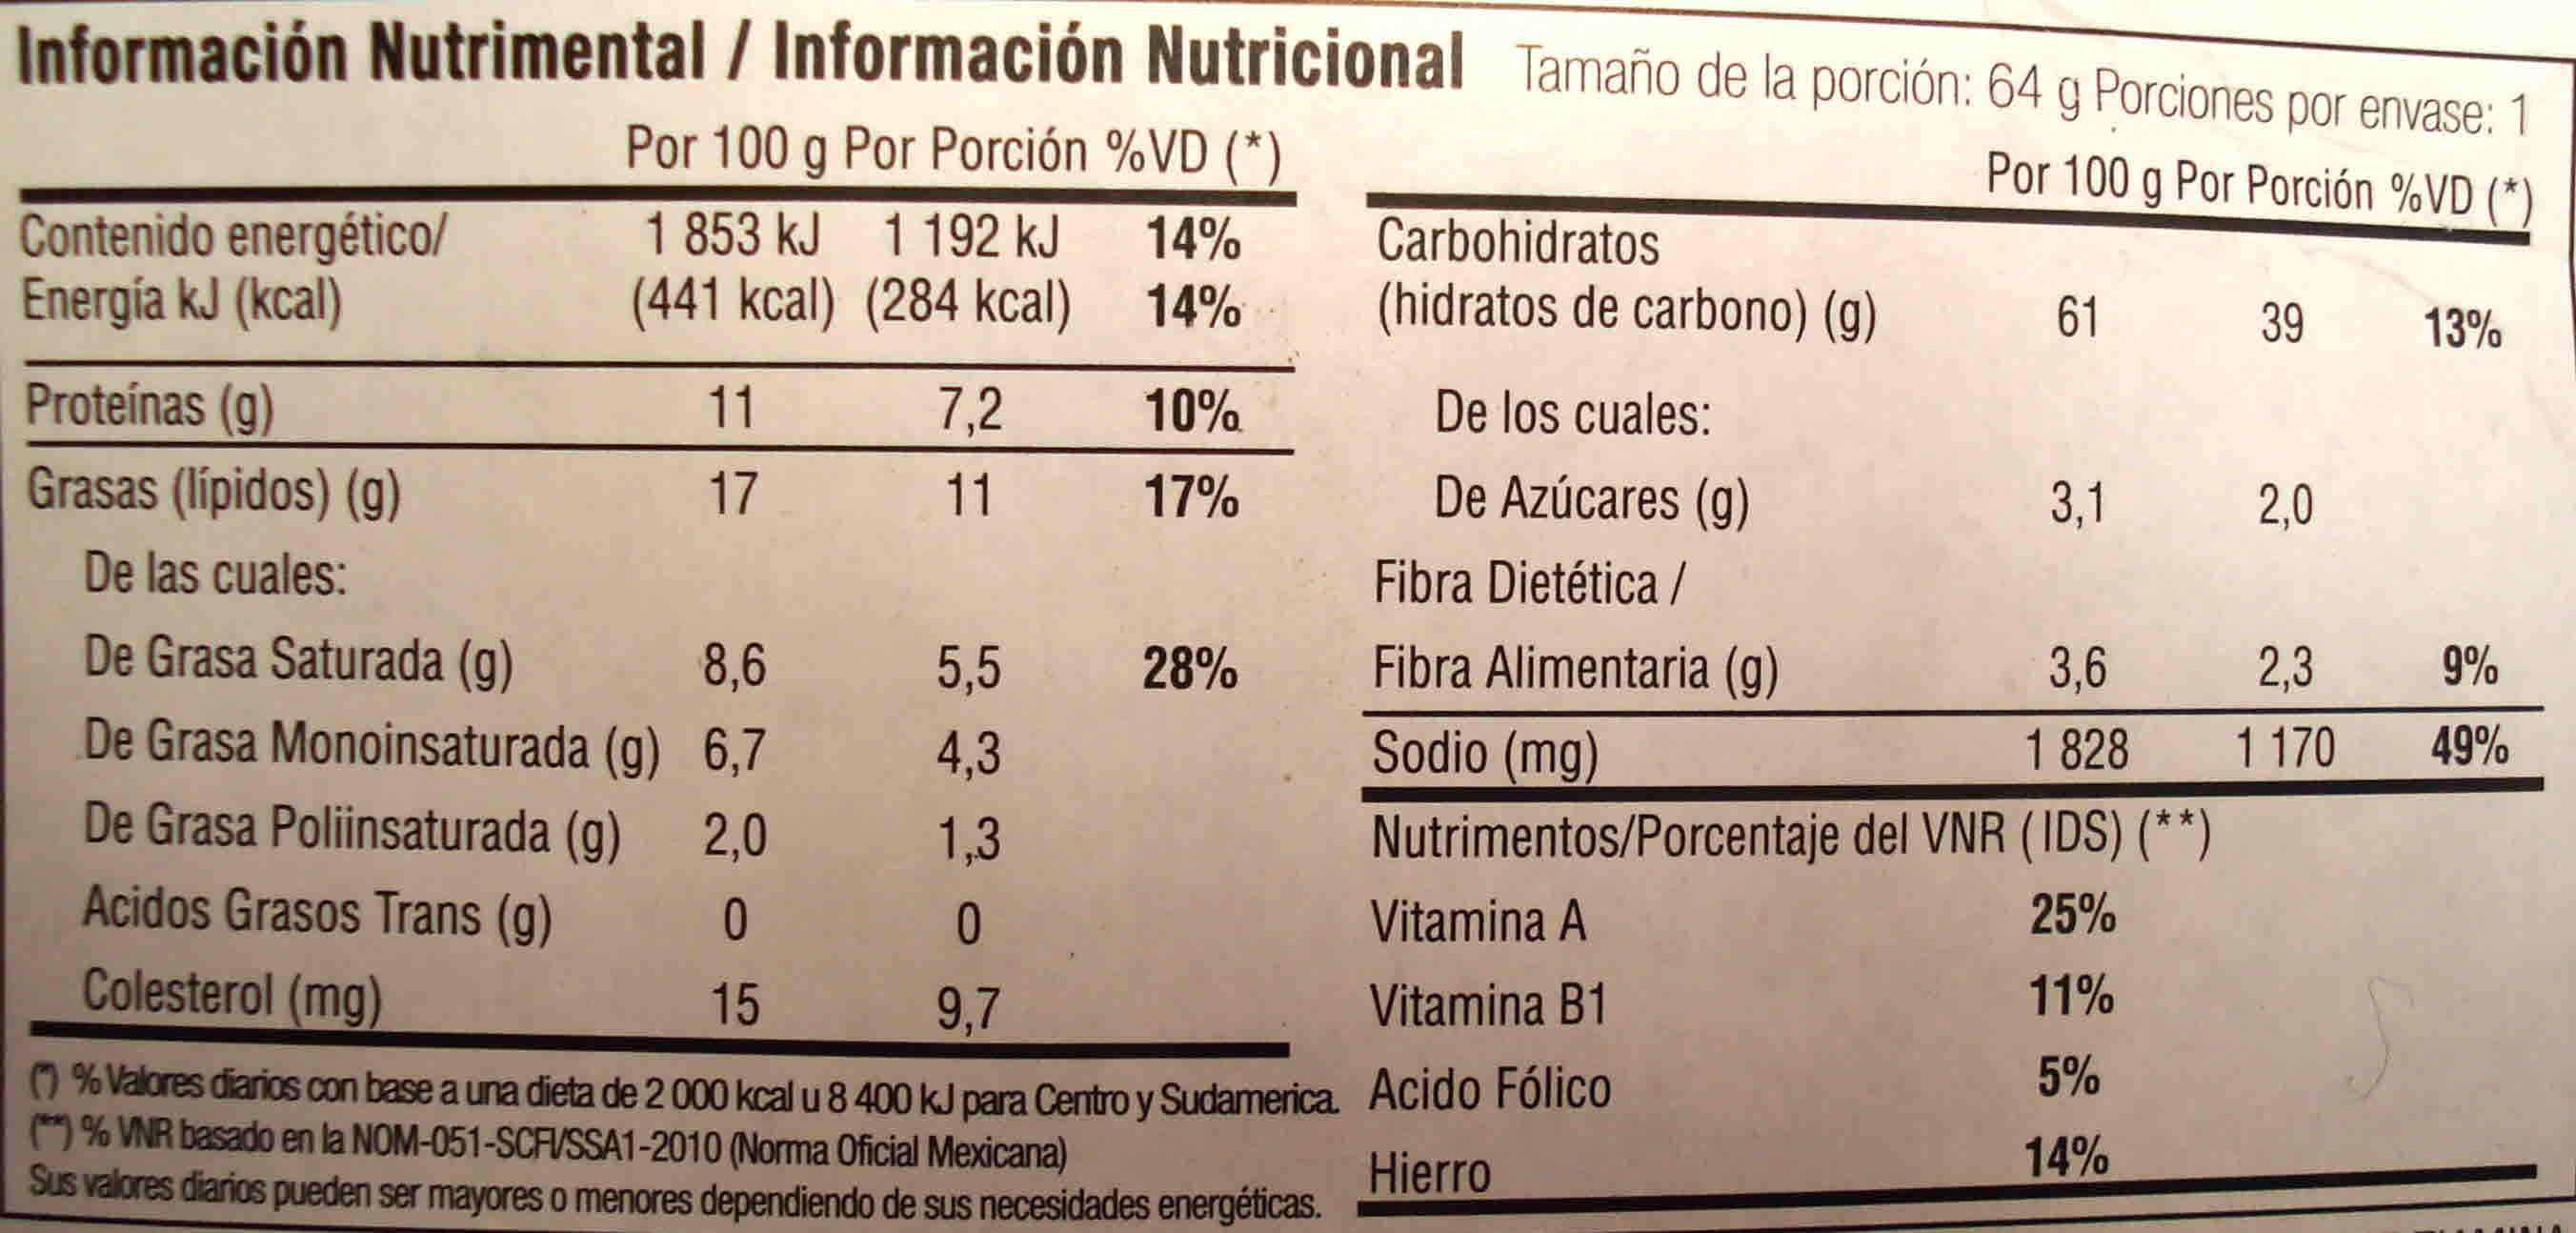 Información Nutrimental / Información Nutricional Tamaño de la porción: 64 g Porciones por envase: 1
Por 100 g Por Porción %VD (*)
Contenido energético/ 1 853 kJ 1 192 kJ 14%
Energía kJ (kcal) (441 kcal) (284 kcal) 14%
Proteínas (g) 11 7,2 10%
Grasas (lípidos) (g) 17 11 17%
De las cuales:
De Grasa Saturada (g) 8,6 5,5 28%
De Grasa Monoinsaturada (g) 6,7 4,3
De Grasa Poliinsaturada (g) 2,0 1,3
Acidos Grasos Trans (g) 0 0
Colesterol (mg) 15 9,7
(*) % Valores diarios con base a una dieta de 2 000 kcal u 8 400 kJ para Centro y Sudamerica.
(**) % VNR basado en la NOM-051-SCFI/SSA1-2010 (Norma Oficial Mexicana)
Sus valores diarios pueden ser mayores o menores dependiendo de sus necesidades energéticas.
Por 100 g Por Porción %VD (*)
Carbohidratos
(hidratos de carbono) (g) 61 39 13%
De los cuales:
De Azúcares (g) 3,1 2,0
Fibra Dietética /
Fibra Alimentaria (g) 3,6 2,3 9%
Sodio (mg) 1 828 1 170 49%
Nutrimentos/Porcentaje del VNR (IDS) (**)
Vitamina A 25%
Vitamina B1 11%
Acido Fólico 5%
Hierro 14%